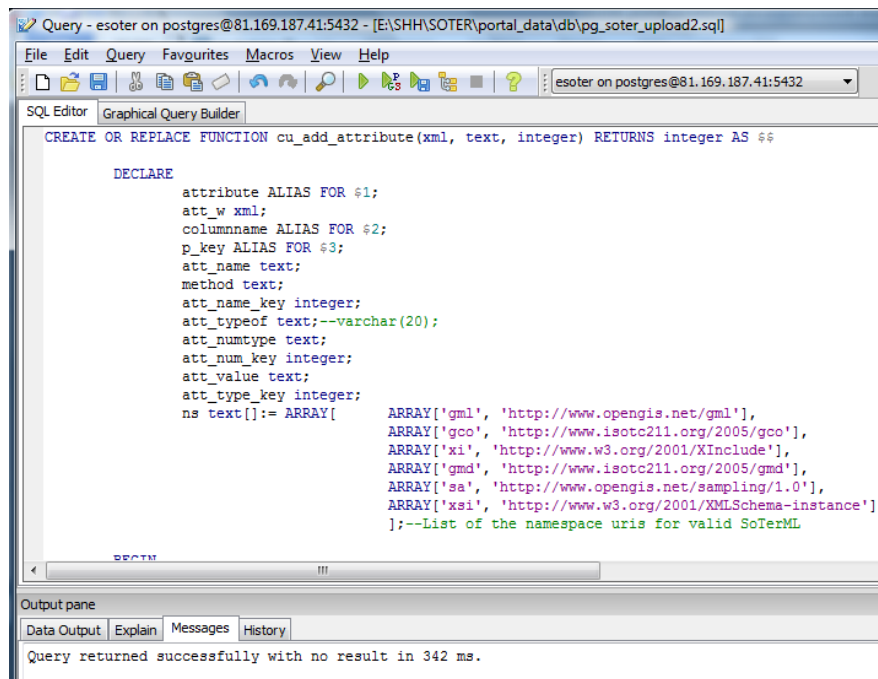 Query - esoter on postgres@81.169.187.41:5432 - [E:\SHH\SOTER\portal_data\db\pg_soter_upload2.sql]
File Edit Query Favourites Macros View Help
esoter on postgres@81.169.187.41:5432
SQL Editor Graphical Query Builder
CREATE OR REPLACE FUNCTION cu_add_attribute(xml, text, integer) RETURNS integer AS $$
DECLARE
attribute ALIAS FOR $1;
att_w xml;
columnname ALIAS FOR $2;
p_key ALIAS FOR $3;
att_name text;
method text;
att_name_key integer;
att_typeof text;--varchar(20);
att_numtype text;
att_num_key integer;
att_value text;
att_type_key integer;
ns text[]:= ARRAY[ ARRAY['gml', 'http://www.opengis.net/gml'],
ARRAY['gco', 'http://www.isotc211.org/2005/gco'],
ARRAY['xi', 'http://www.w3.org/2001/XInclude'],
ARRAY['gmd', 'http://www.isotc211.org/2005/gmd'],
ARRAY['sa', 'http://www.opengis.net/sampling/1.0'],
ARRAY['xsi', 'http://www.w3.org/2001/XMLSchema-instance']
];--List of the namespace uris for valid SoTerML
BEGIN
Output pane
Data Output Explain Messages History
Query returned successfully with no result in 342 ms.